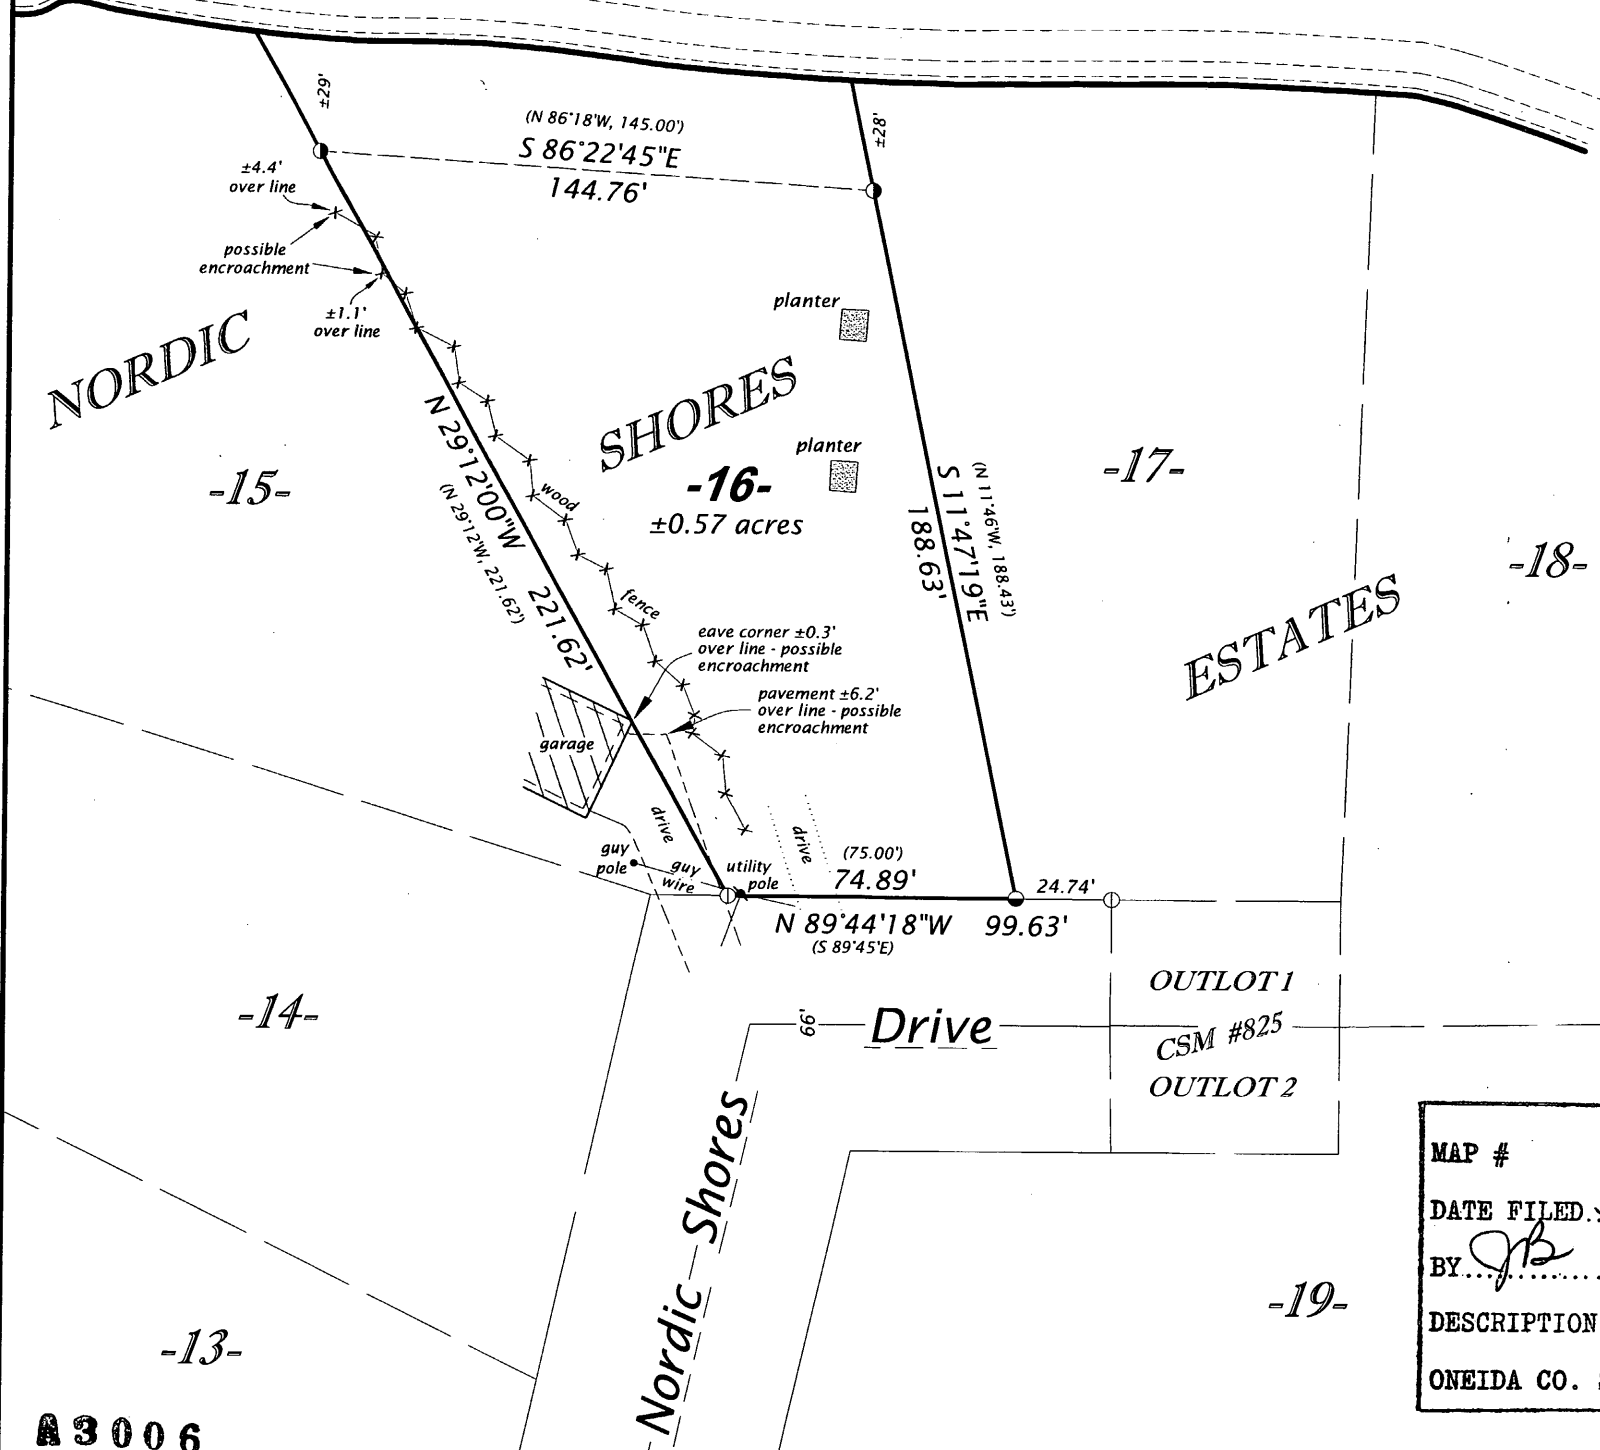 ±29'
±28'
(N 86°18'W, 145.00')
S 86°22'45"E
144.76'
±4.4'
over line
possible
encroachment
±1.1'
over line
planter
NORDIC
SHORES
ESTATES
planter
-15-
-16-
±0.57 acres
-17-
-18-
N 29°12'00"W 221.62'
(N 29°12'W, 221.62')
S 11°47'19"E
188.63'
(N 11°46'W, 188.43')
wood
fence
eave corner ±0.3'
over line - possible
encroachment
pavement ±6.2'
over line - possible
encroachment
garage
drive
drive
guy
pole
guy
wire
utility
pole
(75.00')
74.89'
24.74'
N 89°44'18"W 99.63'
(S 89°45'E)
OUTLOT 1
CSM #825
OUTLOT 2
-14-
66'
Drive
Nordic Shores
-19-
-13-
MAP #
DATE FILED
BY JB
DESCRIPTION
ONEIDA CO.
A3006